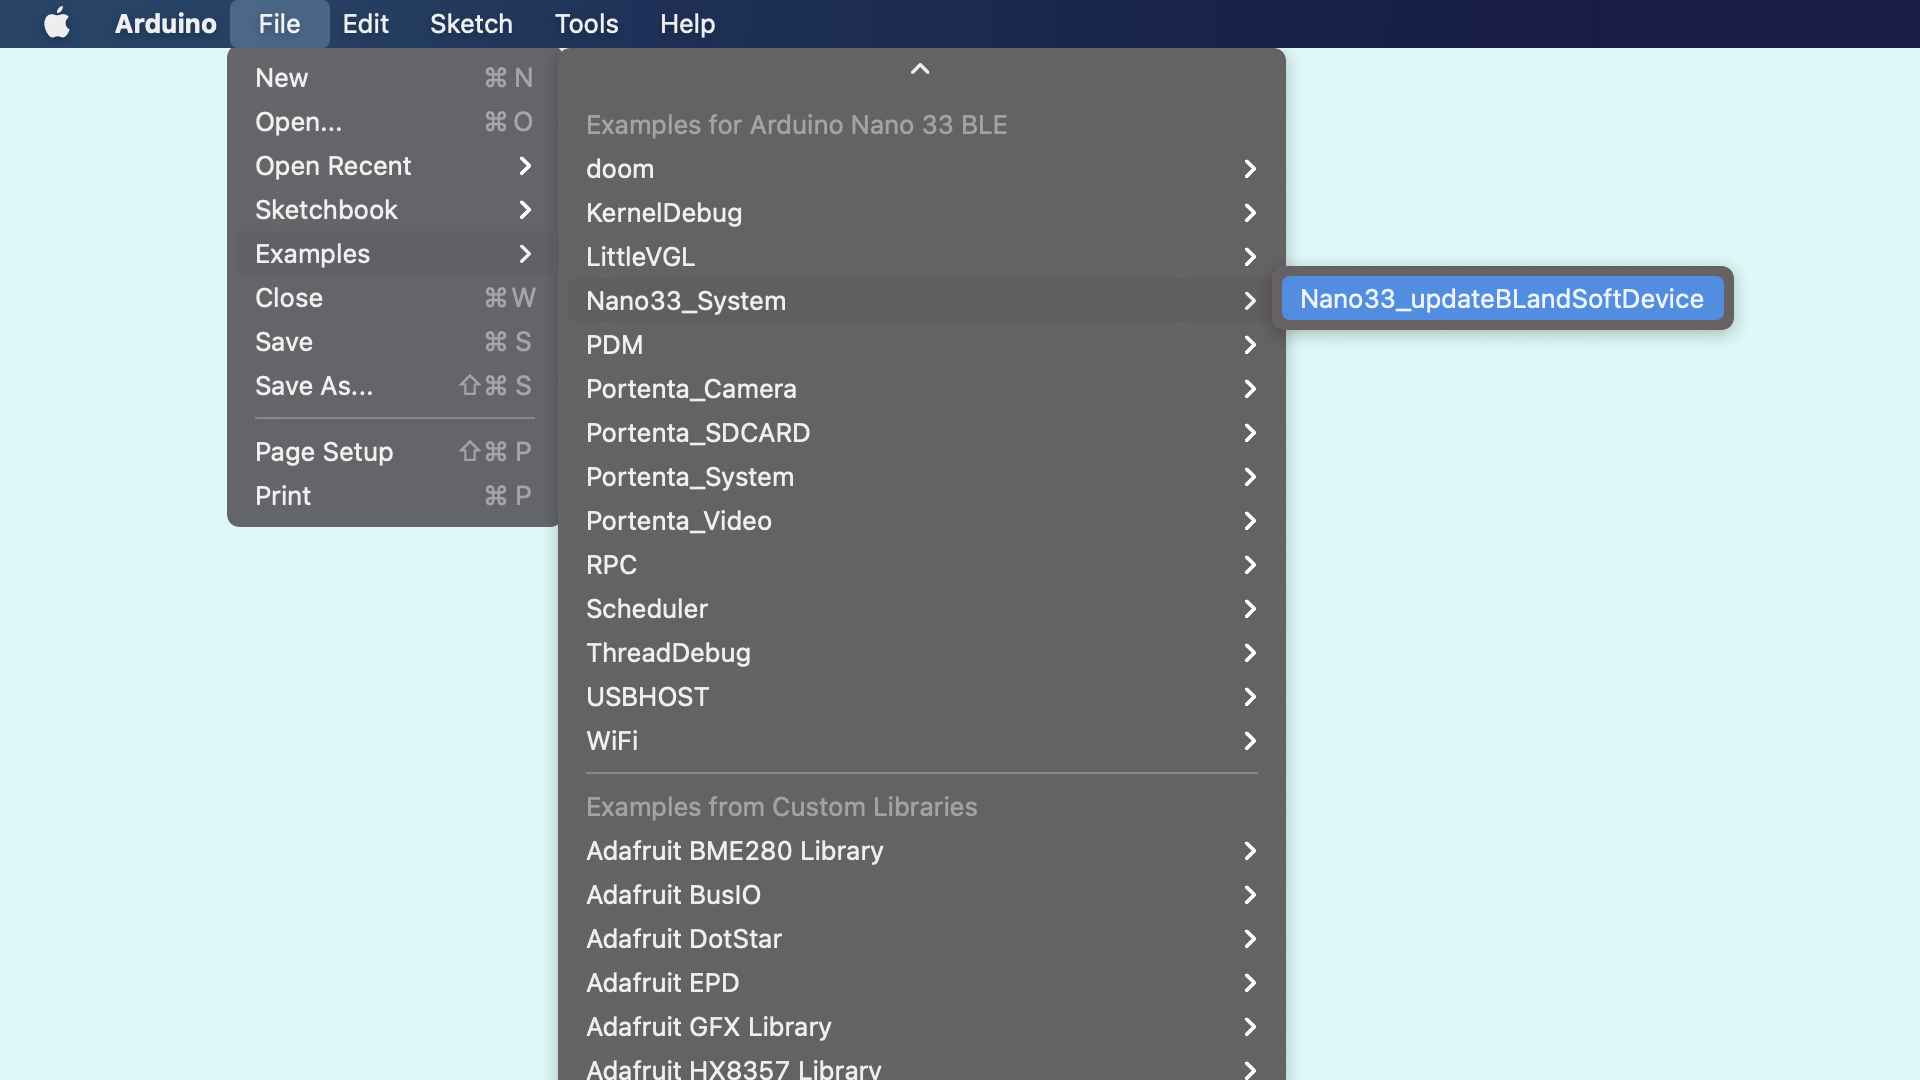 Arduino File Edit Sketch Tools Help
New ⌘ N
Open... ⌘ O
Open Recent
Sketchbook
Examples
Close ⌘ W
Save ⌘ S
Save As... ⇧⌘ S
Page Setup ⇧⌘ P
Print ⌘ P
Examples for Arduino Nano 33 BLE
doom
KernelDebug
LittleVGL
Nano33_System
PDM
Portenta_Camera
Portenta_SDCARD
Portenta_System
Portenta_Video
RPC
Scheduler
ThreadDebug
USBHOST
WiFi
Examples from Custom Libraries
Adafruit BME280 Library
Adafruit BusIO
Adafruit DotStar
Adafruit EPD
Adafruit GFX Library
Adafruit HX8357 Library
Nano33_updateBLandSoftDevice